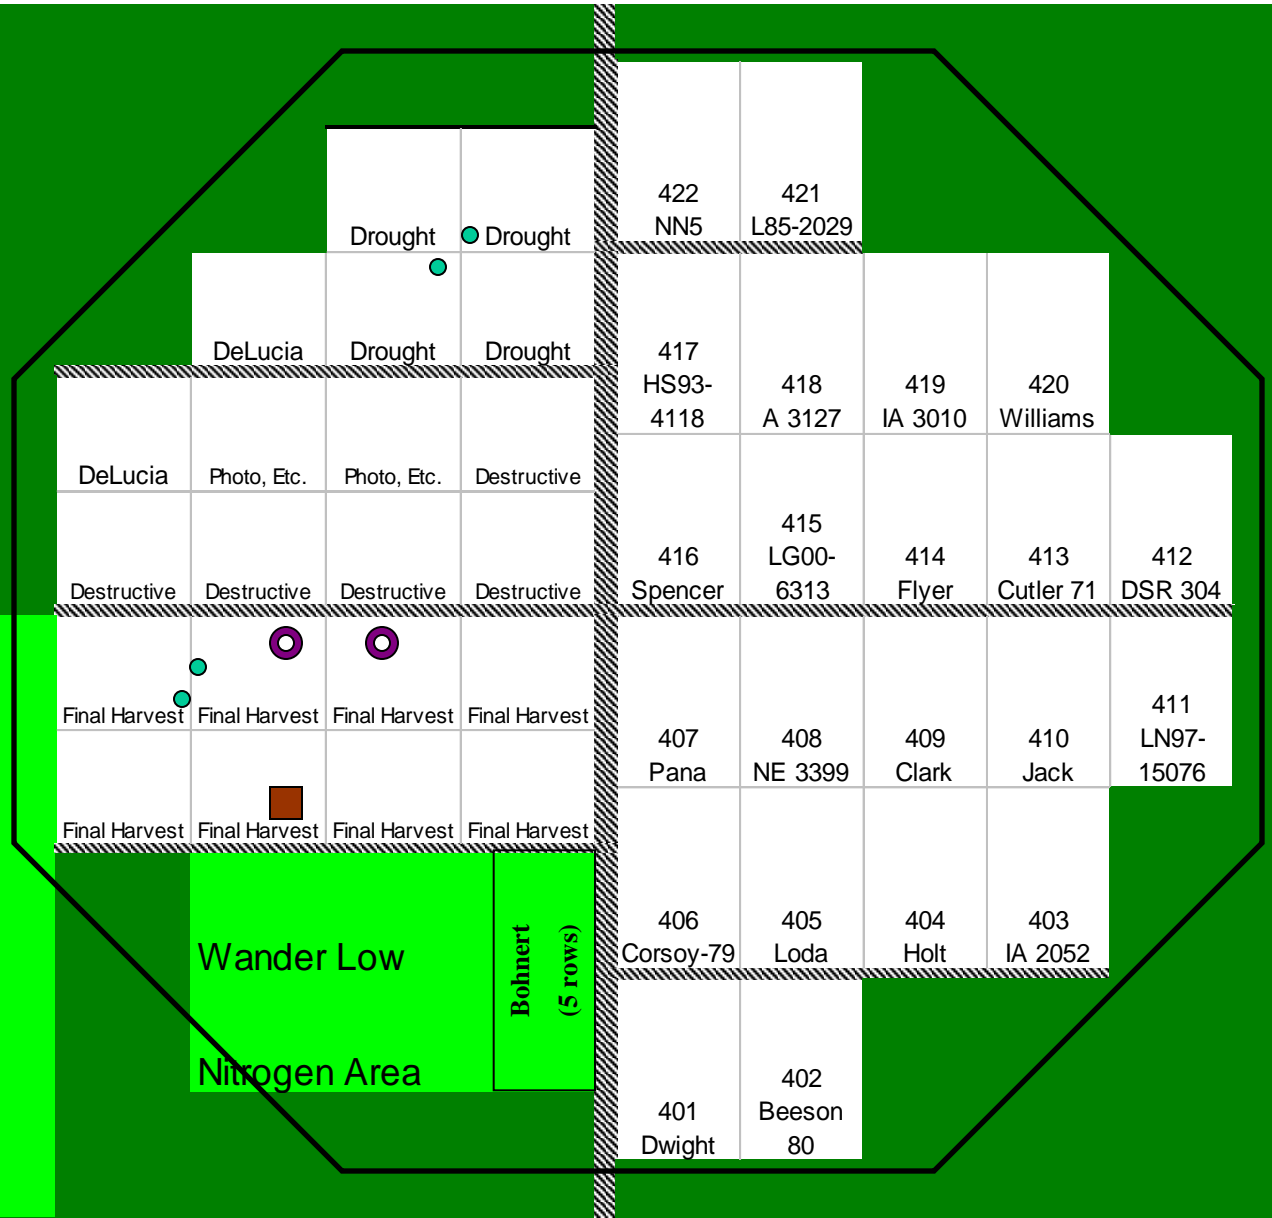 422
NN5
421
L85-2029
Drought
Drought
DeLucia
Drought
Drought
417
HS93-
4118
418
A 3127
419
IA 3010
420
Williams
DeLucia
Photo, Etc.
Photo, Etc.
Destructive
Destructive
Destructive
Destructive
Destructive
416
Spencer
415
LG00-
6313
414
Flyer
413
Cutler 71
412
DSR 304
Final Harvest
Final Harvest
Final Harvest
Final Harvest
407
Pana
408
NE 3399
409
Clark
410
Jack
411
LN97-
15076
Final Harvest
Final Harvest
Final Harvest
Final Harvest
406
Corsoy-79
405
Loda
404
Holt
403
IA 2052
Wander Low
Nitrogen Area
Bohnert
(5 rows)
401
Dwight
402
Beeson
80